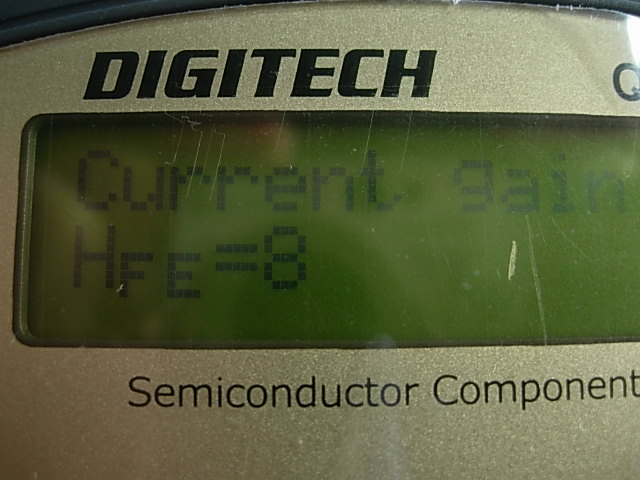 DIGITECH Q
Current gain
HFE=8
Semiconductor Component